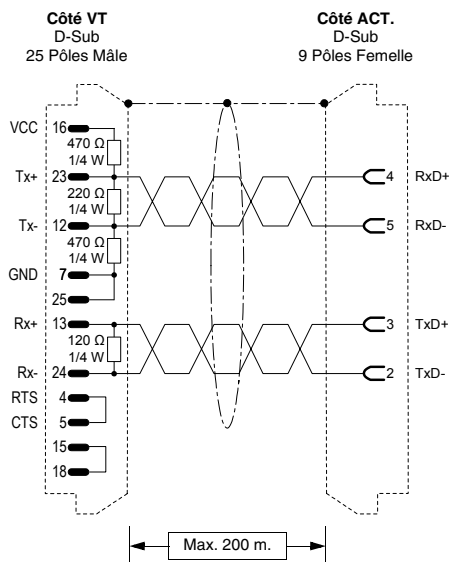 Côté VT
D-Sub
25 Pôles Mâle
Côté ACT.
D-Sub
9 Pôles Femelle
VCC 16
470 Ω
1/4 W
Tx+ 23
4 RxD+
220 Ω
1/4 W
Tx- 12
5 RxD-
470 Ω
1/4 W
GND 7
25
Rx+ 13
3 TxD+
120 Ω
1/4 W
Rx- 24
2 TxD-
RTS 4
CTS 5
15
18
Max. 200 m.